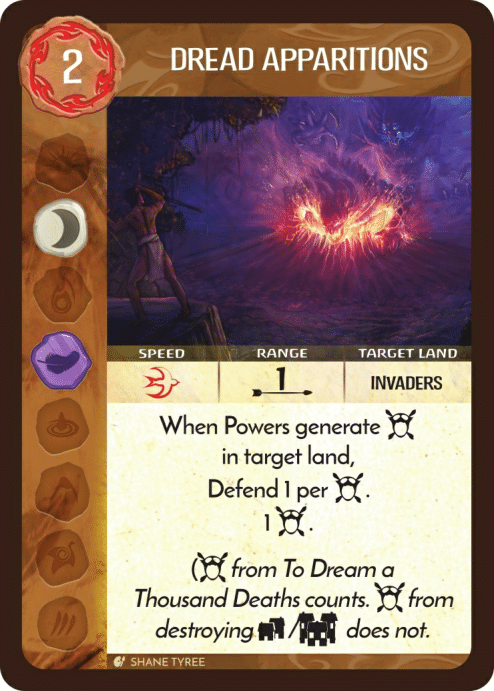 2
DREAD APPARITIONS
SPEED RANGE TARGET LAND
1 INVADERS
When Powers generate
in target land,
Defend 1 per .
1 .
( from To Dream a
Thousand Deaths counts. from
destroying / does not.
SHANE TYREE